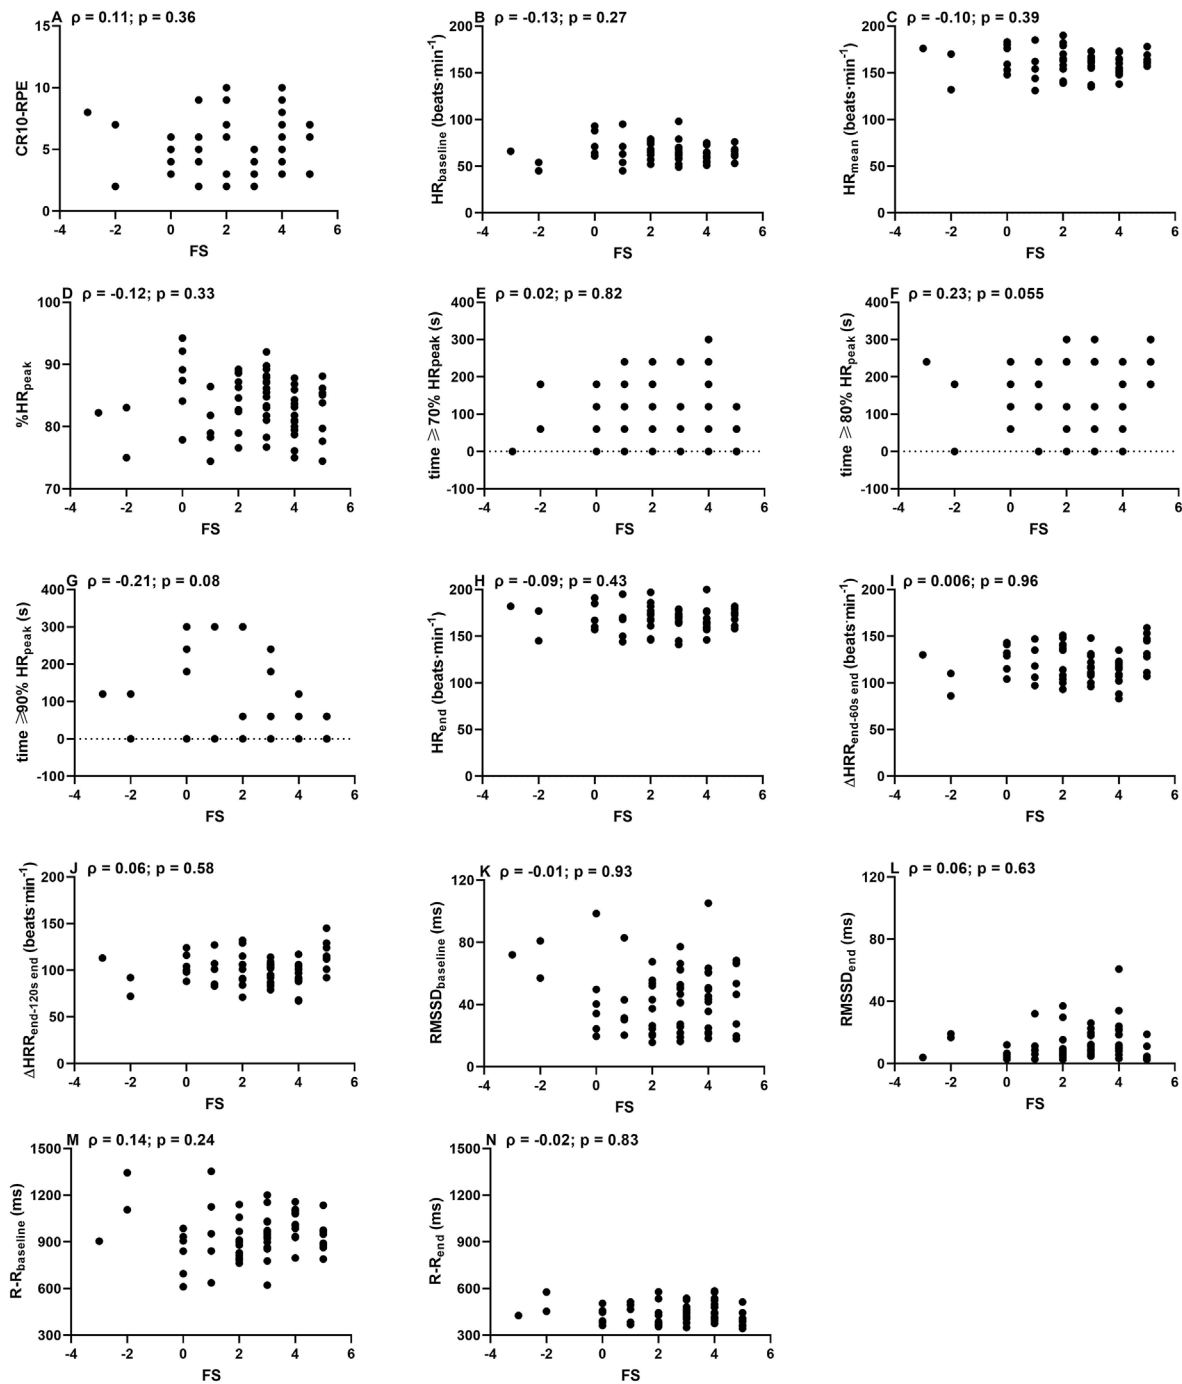 A ρ = 0.11; p = 0.36
15
10
5
0
CR10-RPE
-4 -2 0 2 4 6
FS
B ρ = -0.13; p = 0.27
200
150
100
50
0
HRbaseline (beats·min-1)
-4 -2 0 2 4 6
FS
C ρ = -0.10; p = 0.39
200
150
100
50
0
HRmean (beats·min-1)
-4 -2 0 2 4 6
FS
D ρ = -0.12; p = 0.33
100
90
80
70
%HRpeak
-4 -2 0 2 4 6
FS
E ρ = 0.02; p = 0.82
400
300
200
100
0
-100
time ⩾70% HRpeak (s)
-4 -2 0 2 4 6
FS
F ρ = 0.23; p = 0.055
400
300
200
100
0
-100
time ⩾80% HRpeak (s)
-4 -2 0 2 4 6
FS
G ρ = -0.21; p = 0.08
400
300
200
100
0
-100
time ⩾90% HRpeak (s)
-4 -2 0 2 4 6
FS
H ρ = -0.09; p = 0.43
200
150
100
50
0
HRend (beats·min-1)
-4 -2 0 2 4 6
FS
I ρ = 0.006; p = 0.96
200
150
100
50
0
ΔHRRend-60s end (beats·min-1)
-4 -2 0 2 4 6
FS
J ρ = 0.06; p = 0.58
200
150
100
50
0
ΔHRRend-120s end (beats·min-1)
-4 -2 0 2 4 6
FS
K ρ = -0.01; p = 0.93
120
80
40
0
RMSSDbaseline (ms)
-4 -2 0 2 4 6
FS
L ρ = 0.06; p = 0.63
120
80
40
0
RMSSDend (ms)
-4 -2 0 2 4 6
FS
M ρ = 0.14; p = 0.24
1500
1200
900
600
300
R-Rbaseline (ms)
-4 -2 0 2 4 6
FS
N ρ = -0.02; p = 0.83
1500
1200
900
600
300
R-Rend (ms)
-4 -2 0 2 4 6
FS